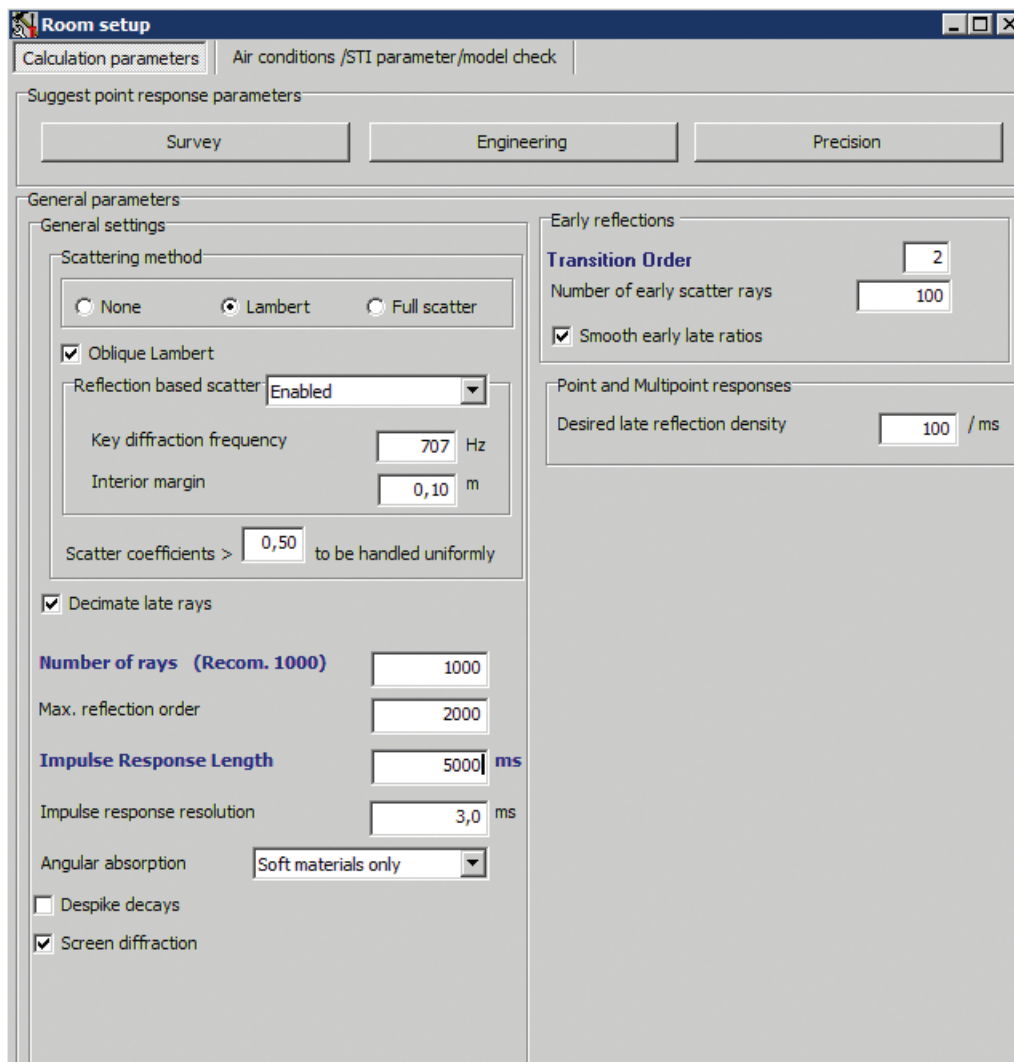 Room setup
Calculation parameters Air conditions /STI parameter/model check
Suggest point response parameters
Survey Engineering Precision
General parameters
General settings
Scattering method
None Lambert Full scatter
Oblique Lambert
Reflection based scatter Enabled
Key diffraction frequency 707 Hz
Interior margin 0,10 m
Scatter coefficients > 0,50 to be handled uniformly
Decimate late rays
Number of rays (Recom. 1000) 1000
Max. reflection order 2000
Impulse Response Length 5000 ms
Impulse response resolution 3,0 ms
Angular absorption Soft materials only
Despike decays
Screen diffraction
Early reflections
Transition Order 2
Number of early scatter rays 100
Smooth early late ratios
Point and Multipoint responses
Desired late reflection density 100 / ms